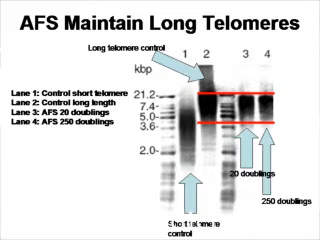 AFS Maintain Long Telomeres
Long telomere control
1 2 3 4
kbp
Lane 1: Control short telomere
Lane 2: Control long length
Lane 3: AFS 20 doublings
Lane 4: AFS 250 doublings
21.2-
7.4-
5.0-
3.6-
2.0-
20 doublings
250 doublings
Short telomere
control